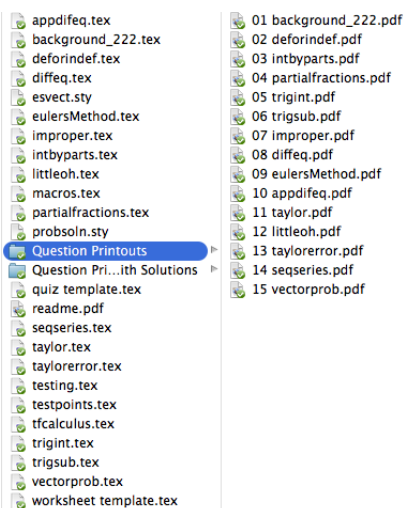 appdifeq.tex
background_222.tex
deforindef.tex
diffeq.tex
esvect.sty
eulersMethod.tex
improper.tex
intbyparts.tex
littleoh.tex
macros.tex
partialfractions.tex
probsoln.sty
Question Printouts
Question Pri...ith Solutions
quiz template.tex
readme.pdf
seqseries.tex
taylor.tex
taylorerror.tex
testing.tex
testpoints.tex
tfcalculus.tex
trigint.tex
trigsub.tex
vectorprob.tex
worksheet template.tex
01 background_222.pdf
02 deforindef.pdf
03 intbyparts.pdf
04 partialfractions.pdf
05 trigint.pdf
06 trigsub.pdf
07 improper.pdf
08 diffeq.pdf
09 eulersMethod.pdf
10 appdifeq.pdf
11 taylor.pdf
12 littleoh.pdf
13 taylorerror.pdf
14 seqseries.pdf
15 vectorprob.pdf